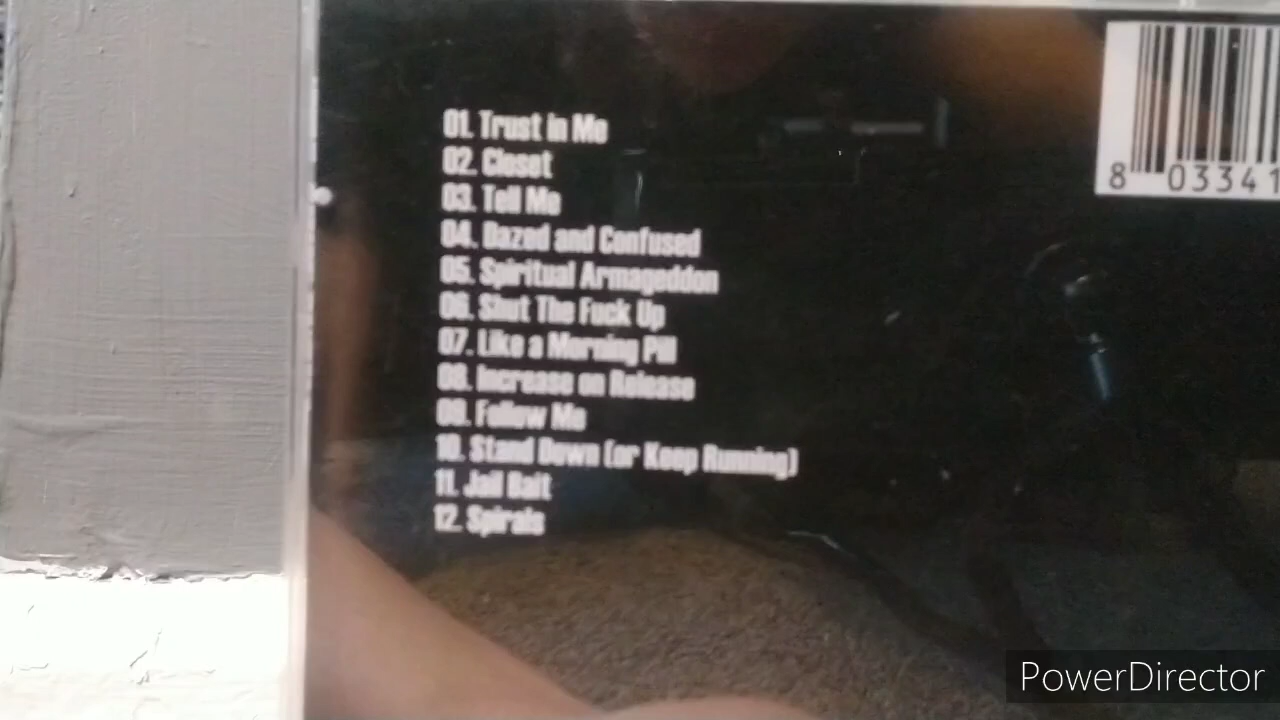 01. Trust in Me
02. Closet
03. Tell Me
04. Dazed and Confused
05. Spiritual Armageddon
06. Shut The Fuck Up
07. Like a Morning Pill
08. Increase on Release
09. Follow Me
10. Stand Down (or Keep Running)
11. Jail Bait
12. Spirals
8 03341
PowerDirector